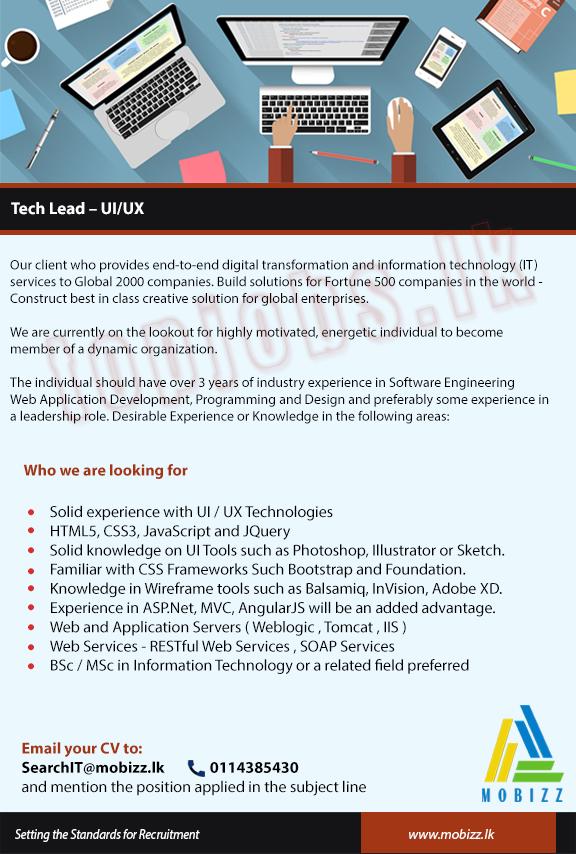 Tech Lead – UI/UX
Our client who provides end-to-end digital transformation and information technology (IT)
services to Global 2000 companies. Build solutions for Fortune 500 companies in the world -
Construct best in class creative solution for global enterprises.
We are currently on the lookout for highly motivated, energetic individual to become
member of a dynamic organization.
The individual should have over 3 years of industry experience in Software Engineering
Web Application Development, Programming and Design and preferably some experience in
a leadership role. Desirable Experience or Knowledge in the following areas:
topjobs.lk
Who we are looking for
Solid experience with UI / UX Technologies
HTML5, CSS3, JavaScript and JQuery
Solid knowledge on UI Tools such as Photoshop, Illustrator or Sketch.
Familiar with CSS Frameworks Such Bootstrap and Foundation.
Knowledge in Wireframe tools such as Balsamiq, InVision, Adobe XD.
Experience in ASP.Net, MVC, AngularJS will be an added advantage.
Web and Application Servers ( Weblogic , Tomcat , IIS )
Web Services - RESTful Web Services , SOAP Services
BSc / MSc in Information Technology or a related field preferred
Email your CV to:
SearchIT@mobizz.lk 0114385430
and mention the position applied in the subject line
MOBIZZ
Setting the Standards for Recruitment
www.mobizz.lk